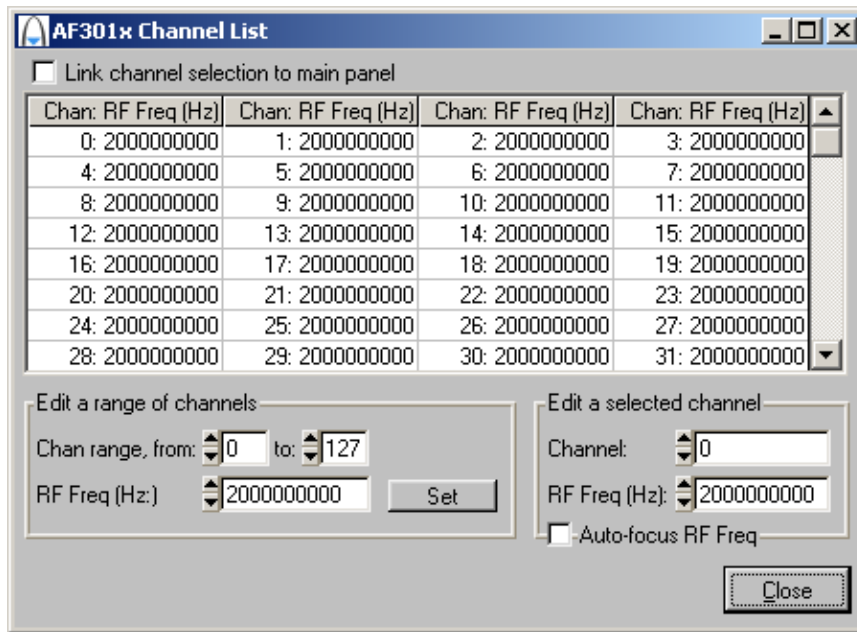 AF301x Channel List
Link channel selection to main panel
Chan: RF Freq (Hz) Chan: RF Freq (Hz) Chan: RF Freq (Hz) Chan: RF Freq (Hz)
0: 2000000000 1: 2000000000 2: 2000000000 3: 2000000000
4: 2000000000 5: 2000000000 6: 2000000000 7: 2000000000
8: 2000000000 9: 2000000000 10: 2000000000 11: 2000000000
12: 2000000000 13: 2000000000 14: 2000000000 15: 2000000000
16: 2000000000 17: 2000000000 18: 2000000000 19: 2000000000
20: 2000000000 21: 2000000000 22: 2000000000 23: 2000000000
24: 2000000000 25: 2000000000 26: 2000000000 27: 2000000000
28: 2000000000 29: 2000000000 30: 2000000000 31: 2000000000
Edit a range of channels
Chan range, from: 0 to: 127
RF Freq (Hz:) 2000000000 Set
Edit a selected channel
Channel: 0
RF Freq (Hz): 2000000000
Auto-focus RF Freq
Close